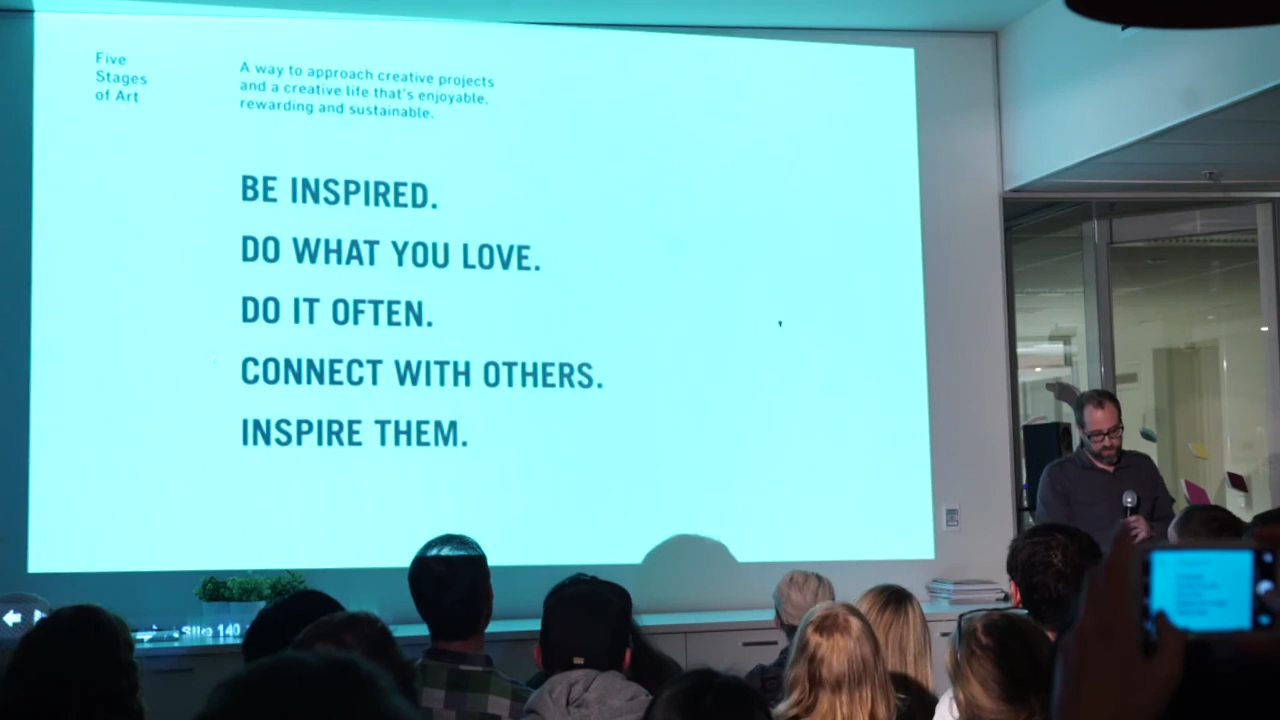 Five
Stages
of Art
A way to approach creative projects
and a creative life that's enjoyable,
rewarding and sustainable.
BE INSPIRED.
DO WHAT YOU LOVE.
DO IT OFTEN.
CONNECT WITH OTHERS.
INSPIRE THEM.
140